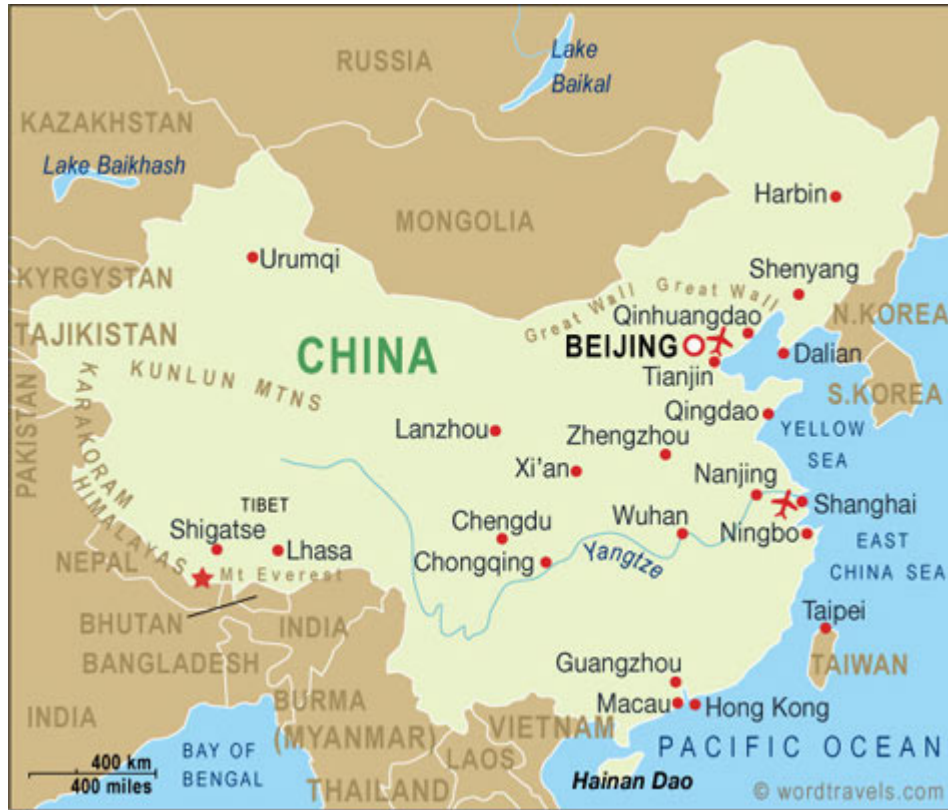 RUSSIA
Lake
Baikal
KAZAKHSTAN
Lake Baikhash
MONGOLIA
Harbin
Urumqi
KYRGYSTAN
Shenyang
Great Wall Great Wall
N.KOREA
TAJIKISTAN
CHINA
Qinhuangdao
BEIJING
Dalian
Tianjin
KUNLUN MTNS
S.KOREA
PAKISTAN
KARAKORAM
Qingdao
YELLOW
SEA
Lanzhou
Zhengzhou
Xi'an
Nanjing
HIMALAYAS
TIBET
Shanghai
Chengdu
Wuhan
Ningbo
Shigatse
Lhasa
EAST
CHINA SEA
Chongqing
Yangtze
NEPAL
Mt Everest
Taipei
BHUTAN
INDIA
BANGLADESH
TAIWAN
Guangzhou
Macau
Hong Kong
BURMA
(MYANMAR)
INDIA
VIETNAM
LAOS
PACIFIC OCEAN
BAY OF
BENGAL
400 km
400 miles
THAILAND
Hainan Dao
© wordtravels.com